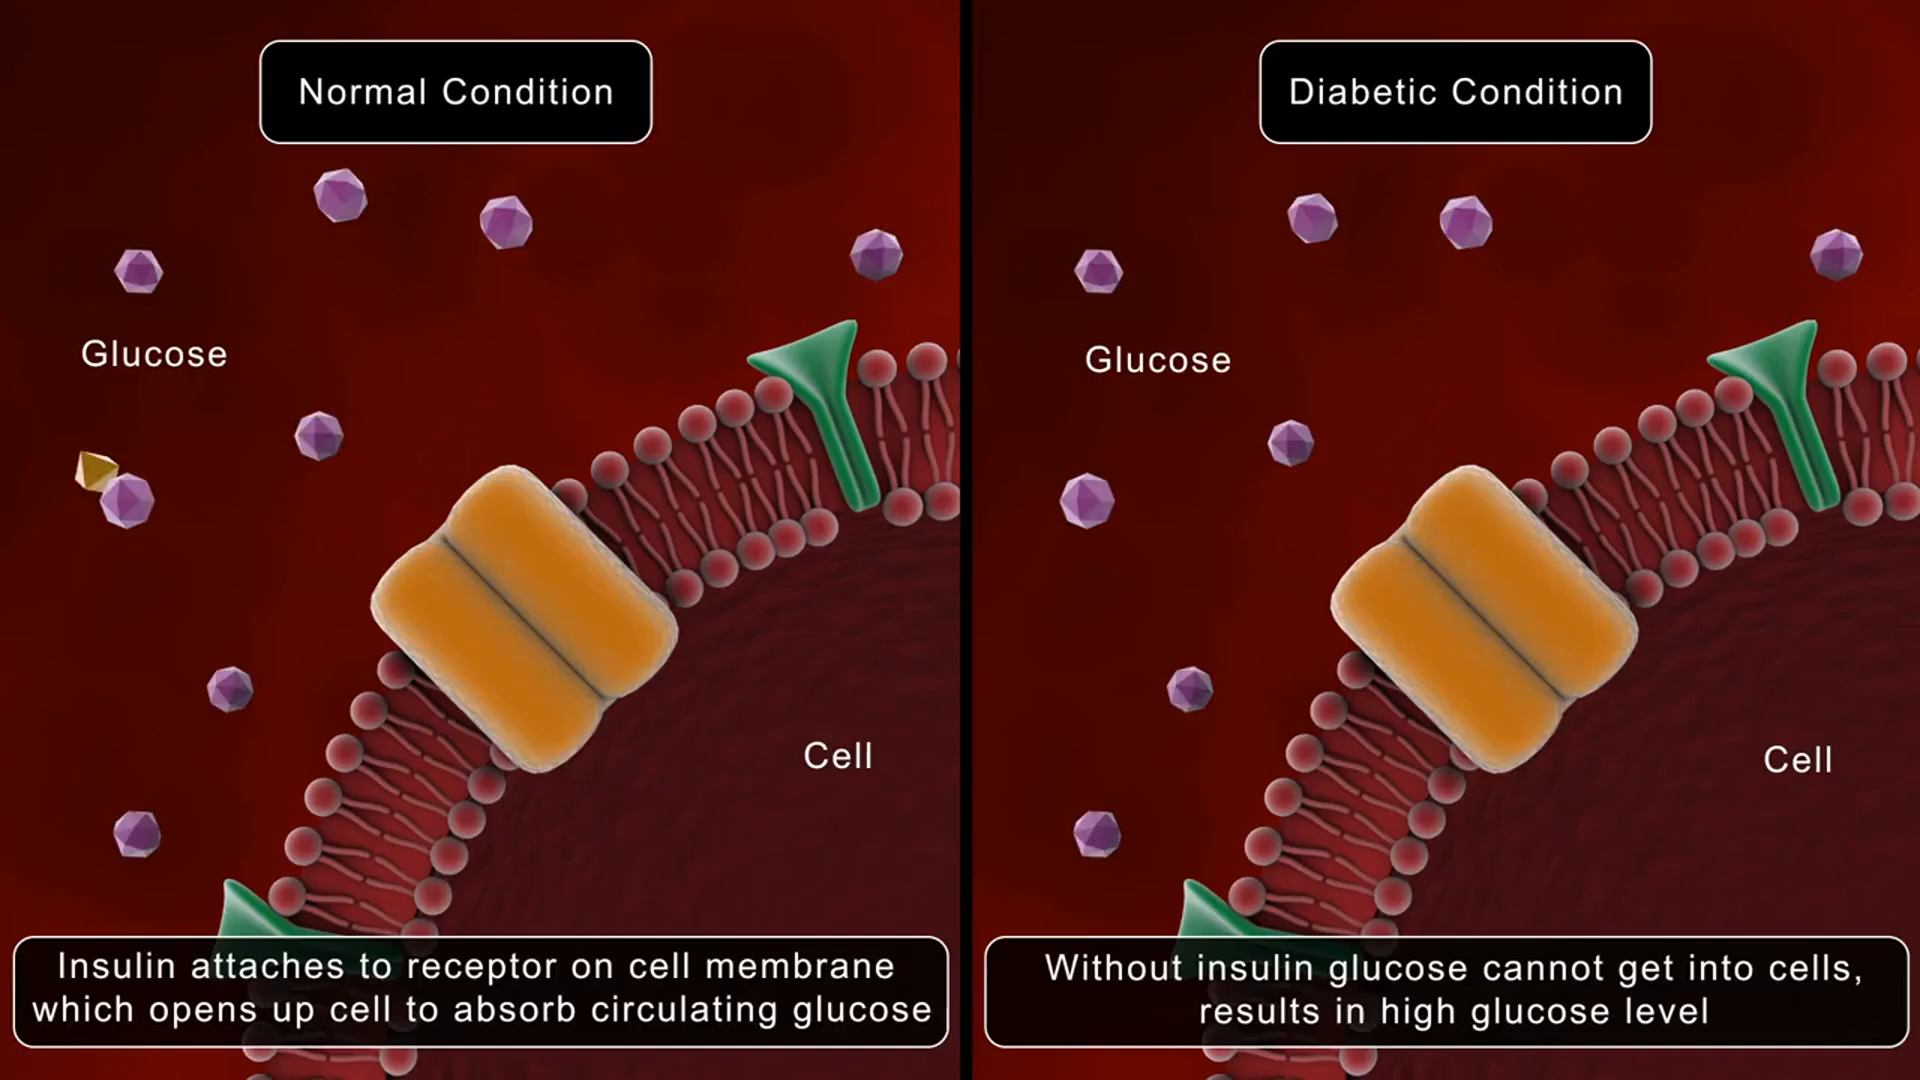 Normal Condition
Glucose
Cell
Insulin attaches to receptor on cell membrane
which opens up cell to absorb circulating glucose
Diabetic Condition
Glucose
Cell
Without insulin glucose cannot get into cells,
results in high glucose level